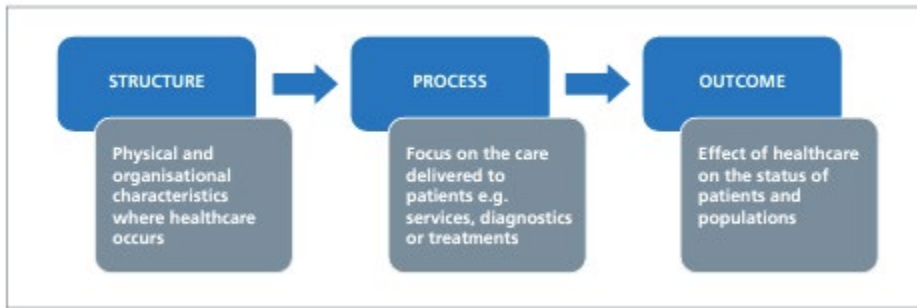 STRUCTURE
PROCESS
OUTCOME
Physical and
organisational
characteristics
where healthcare
occurs
Focus on the care
delivered to
patients e.g.
services, diagnostics
or treatments
Effect of healthcare
on the status of
patients and
populations